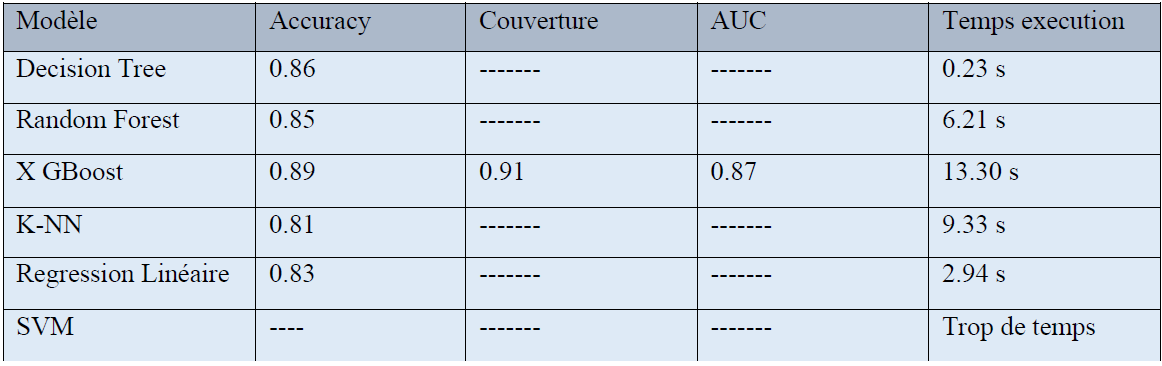 Modèle Accuracy Couverture AUC Temps execution
Decision Tree 0.86 ------- ------- 0.23 s
Random Forest 0.85 ------- ------- 6.21 s
X GBoost 0.89 0.91 0.87 13.30 s
K-NN 0.81 ------- ------- 9.33 s
Regression Linéaire 0.83 ------- ------- 2.94 s
SVM ---- ------- ------- Trop de temps